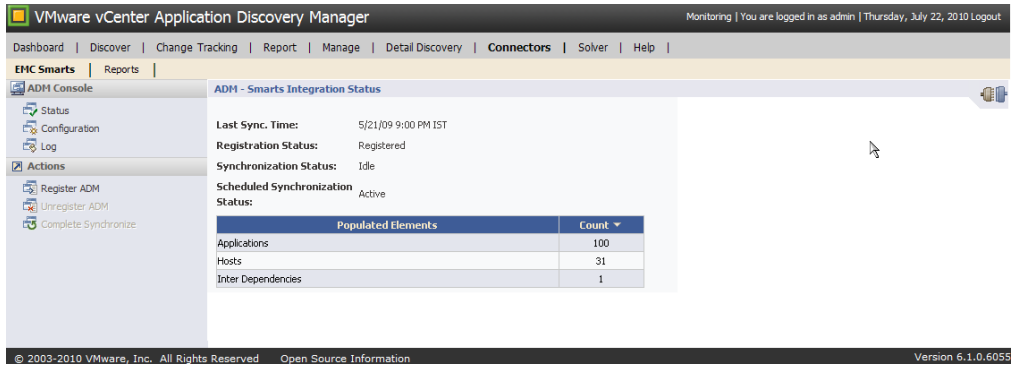 VMware vCenter Application Discovery Manager
Monitoring | You are logged in as admin | Thursday, July 22, 2010 Logout
Dashboard | Discover | Change Tracking | Report | Manage | Detail Discovery | Connectors | Solver | Help |
EMC Smarts | Reports |
ADM Console
Status
Configuration
Log
Actions
Register ADM
Unregister ADM
Complete Synchronize
ADM - Smarts Integration Status
Last Sync. Time: 5/21/09 9:00 PM IST
Registration Status: Registered
Synchronization Status: Idle
Scheduled Synchronization
Status: Active
Populated Elements Count
Applications 100
Hosts 31
Inter Dependencies 1
© 2003-2010 VMware, Inc. All Rights Reserved Open Source Information
Version 6.1.0.6055